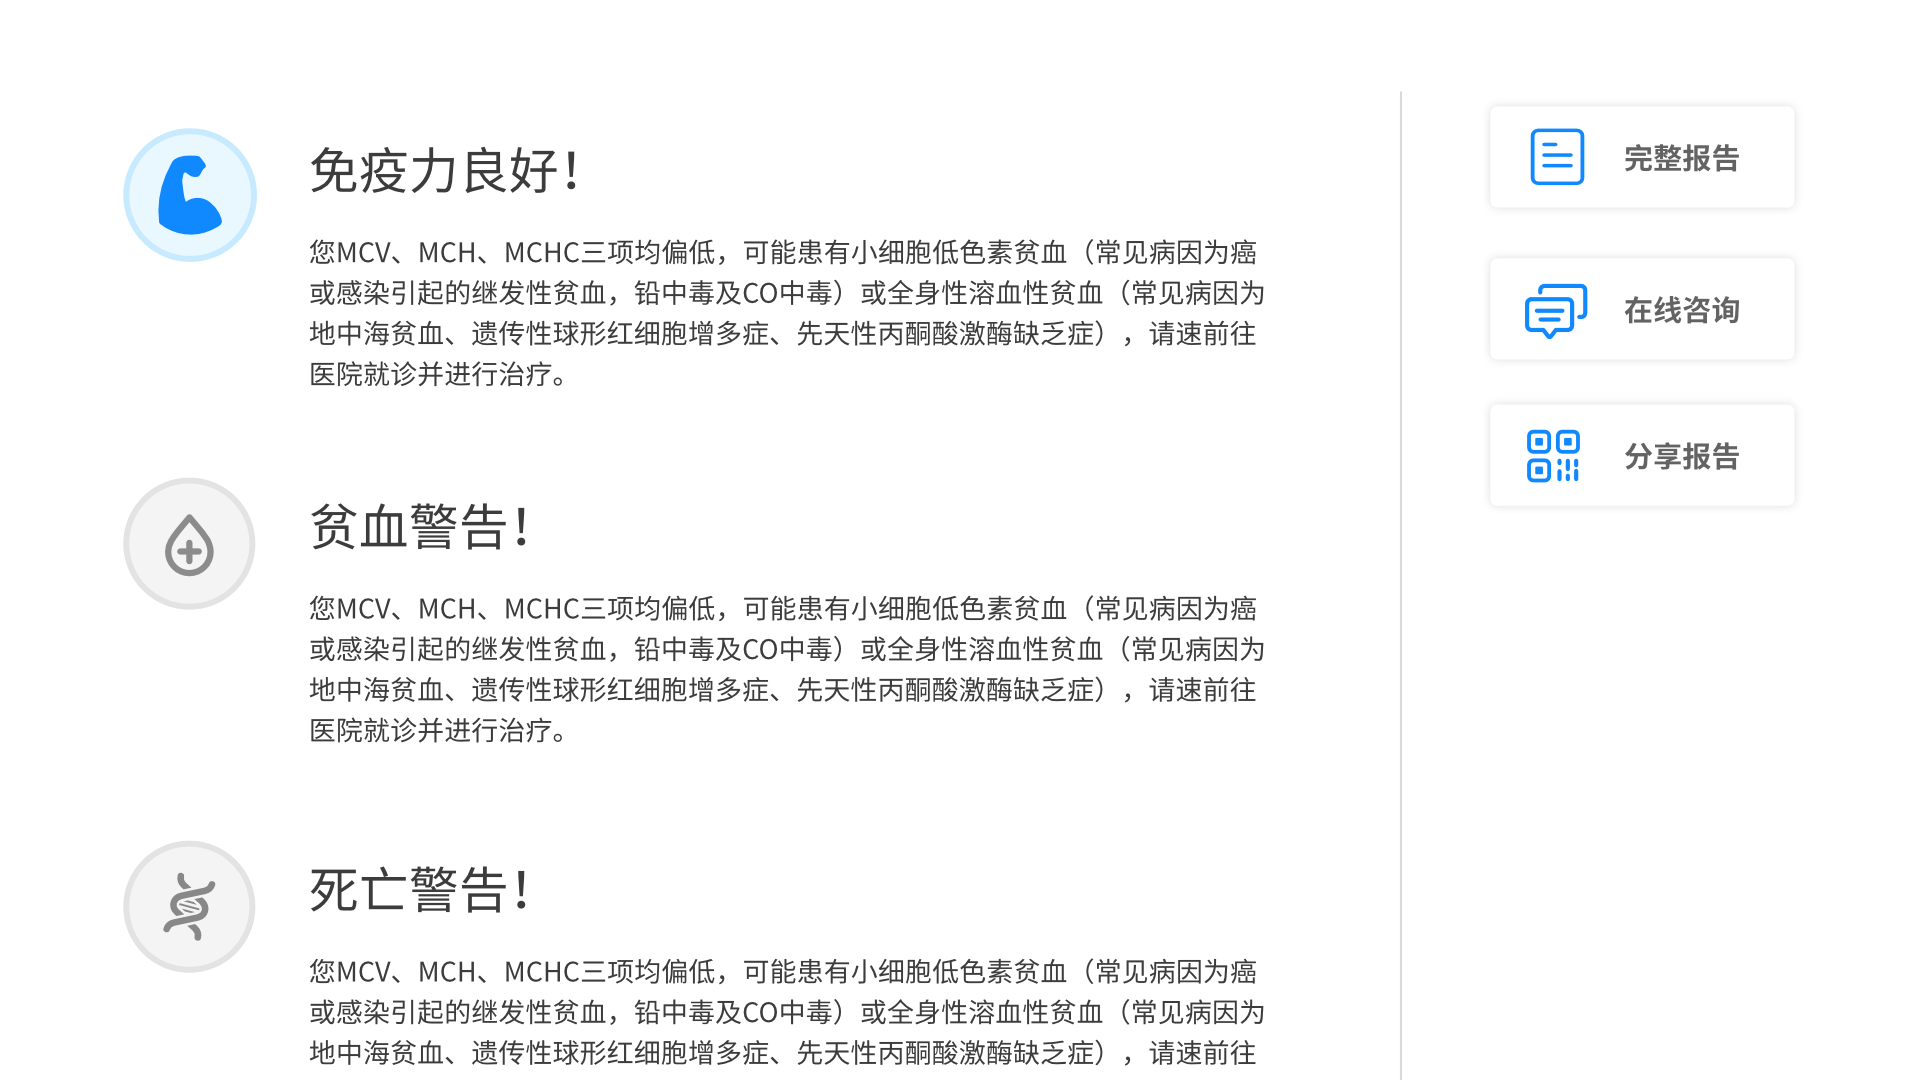 免疫力良好！
您MCV、MCH、MCHC三项均偏低，可能患有小细胞低色素贫血（常见病因为癌
或感染引起的继发性贫血，铅中毒及CO中毒）或全身性溶血性贫血（常见病因为
地中海贫血、遗传性球形红细胞增多症、先天性丙酮酸激酶缺乏症），请速前往
医院就诊并进行治疗。
贫血警告！
您MCV、MCH、MCHC三项均偏低，可能患有小细胞低色素贫血（常见病因为癌
或感染引起的继发性贫血，铅中毒及CO中毒）或全身性溶血性贫血（常见病因为
地中海贫血、遗传性球形红细胞增多症、先天性丙酮酸激酶缺乏症），请速前往
医院就诊并进行治疗。
死亡警告！
您MCV、MCH、MCHC三项均偏低，可能患有小细胞低色素贫血（常见病因为癌
或感染引起的继发性贫血，铅中毒及CO中毒）或全身性溶血性贫血（常见病因为
地中海贫血、遗传性球形红细胞增多症、先天性丙酮酸激酶缺乏症），请速前往
完整报告
在线咨询
分享报告